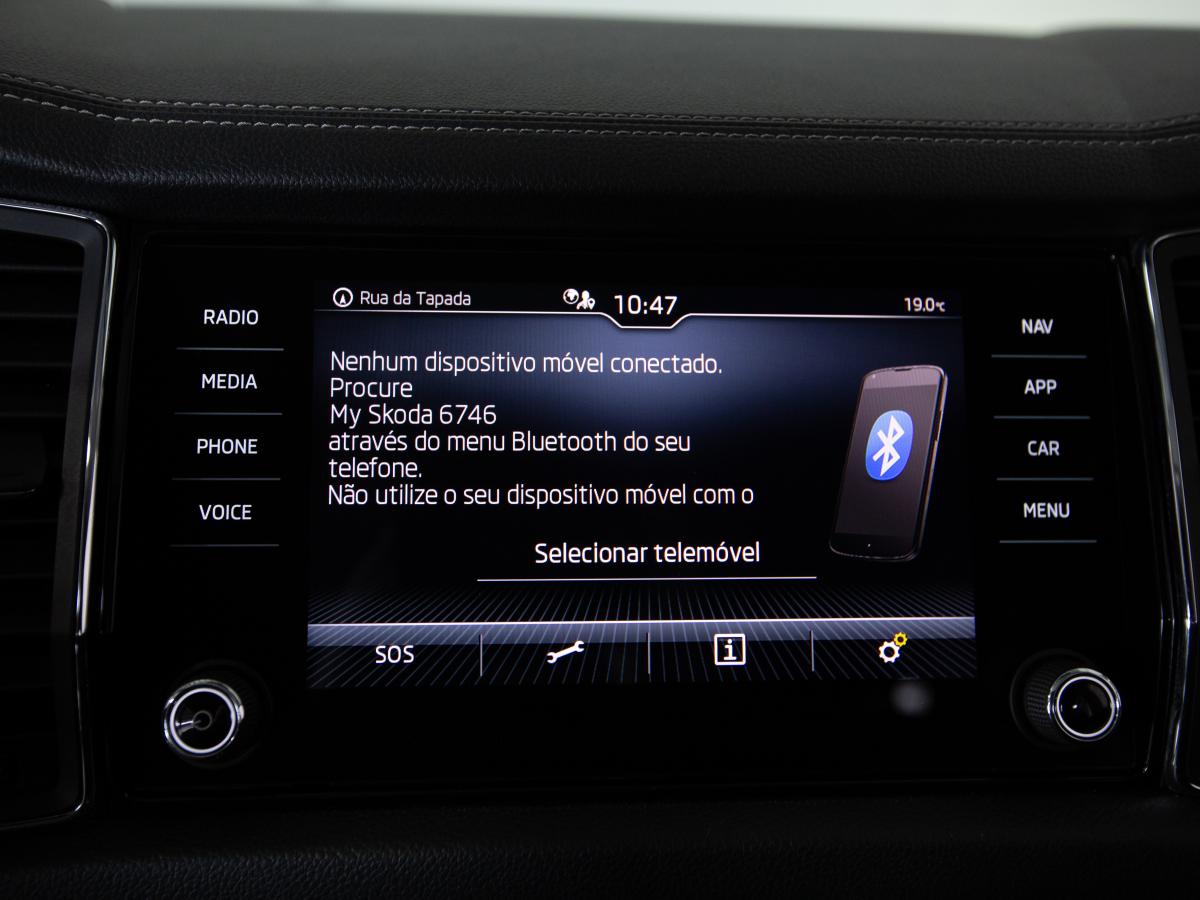 Rua da Tapada 10:47 19.0°C
RADIO
MEDIA
PHONE
VOICE
Nenhum dispositivo móvel conectado.
Procure
My Skoda 6746
através do menu Bluetooth do seu
telefone.
Não utilize o seu dispositivo móvel com o
Selecionar telemóvel
SOS
i
NAV
APP
CAR
MENU